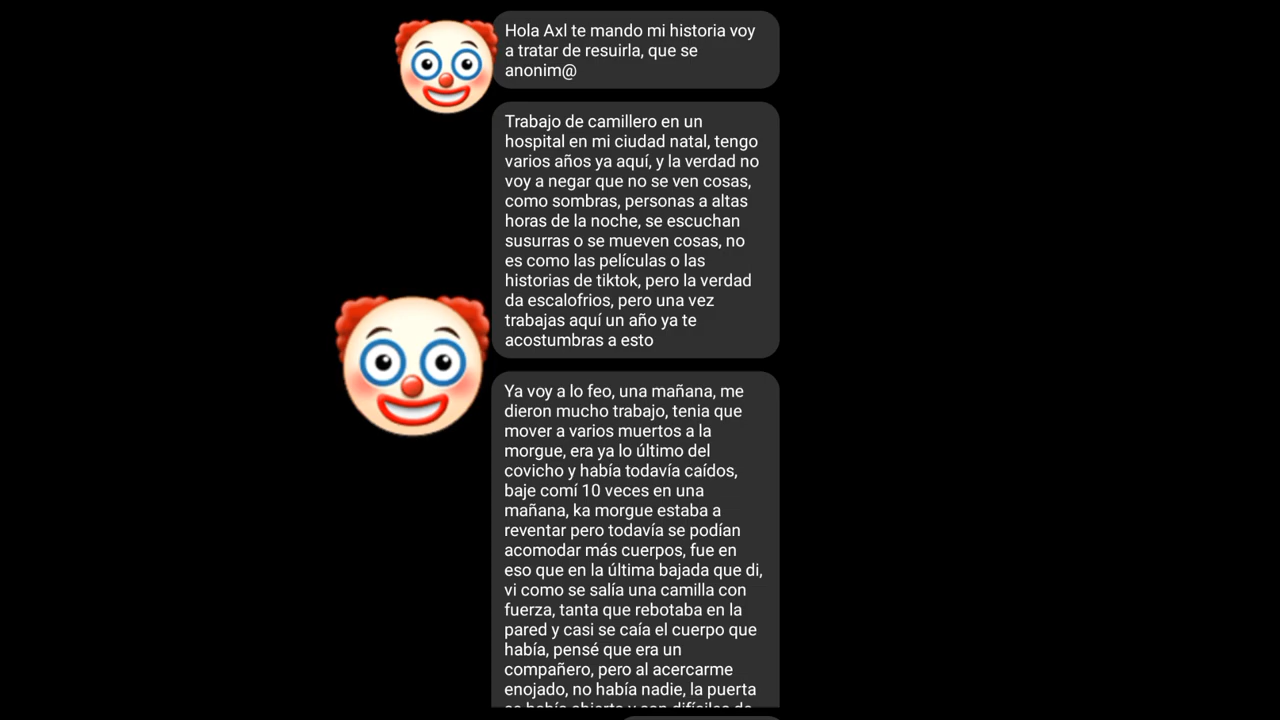 Hola Axl te mando mi historia voy
a tratar de resuirla, que se
anonim@
Trabajo de camillero en un
hospital en mi ciudad natal, tengo
varios años ya aquí, y la verdad no
voy a negar que no se ven cosas,
como sombras, personas a altas
horas de la noche, se escuchan
susurras o se mueven cosas, no
es como las películas o las
historias de tiktok, pero la verdad
da escalofrios, pero una vez
trabajas aquí un año ya te
acostumbras a esto
Ya voy a lo feo, una mañana, me
dieron mucho trabajo, tenia que
mover a varios muertos a la
morgue, era ya lo último del
covicho y había todavía caídos,
baje comí 10 veces en una
mañana, ka morgue estaba a
reventar pero todavía se podían
acomodar más cuerpos, fue en
eso que en la última bajada que di,
vi como se salía una camilla con
fuerza, tanta que rebotaba en la
pared y casi se caía el cuerpo que
había, pensé que era un
compañero, pero al acercarme
enojado, no había nadie, la puerta
se había abierto y son difíciles de